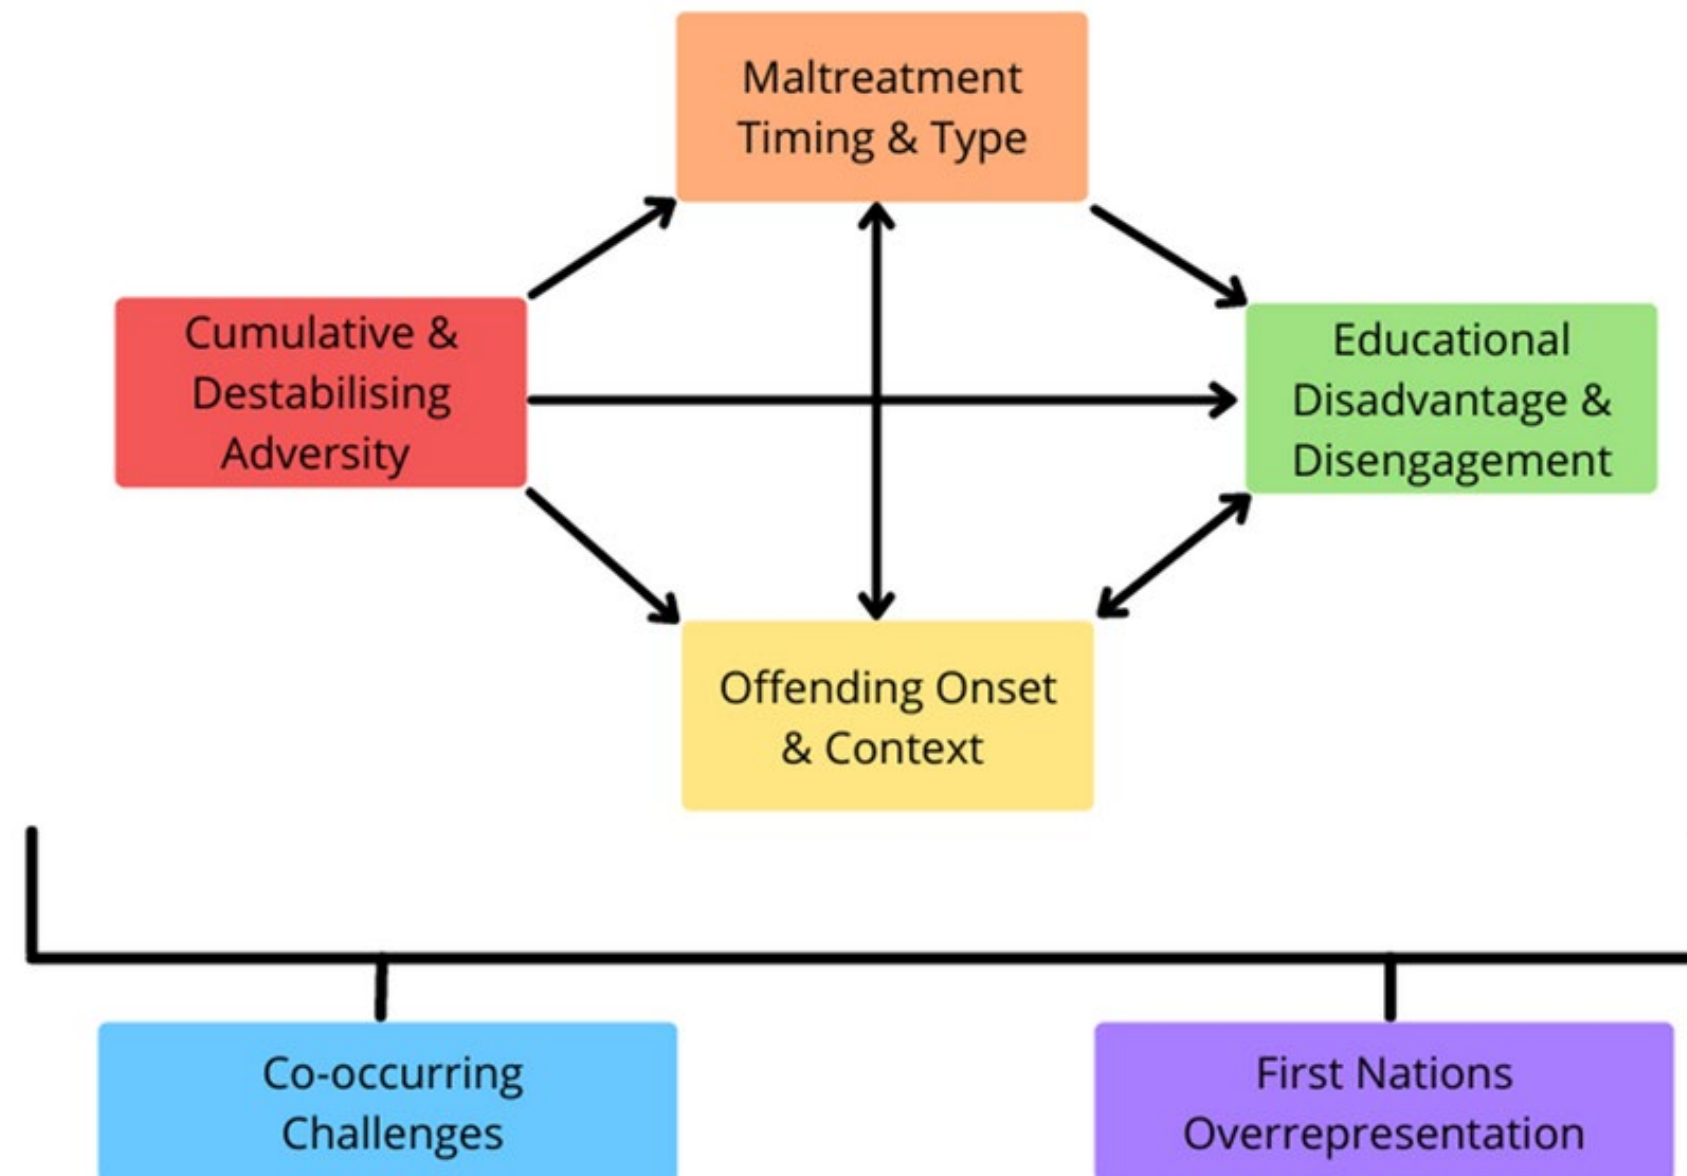 Maltreatment
Timing & Type
Cumulative &
Destabilising
Adversity
Educational
Disadvantage &
Disengagement
Offending Onset
& Context
Co-occurring
Challenges
First Nations
Overrepresentation